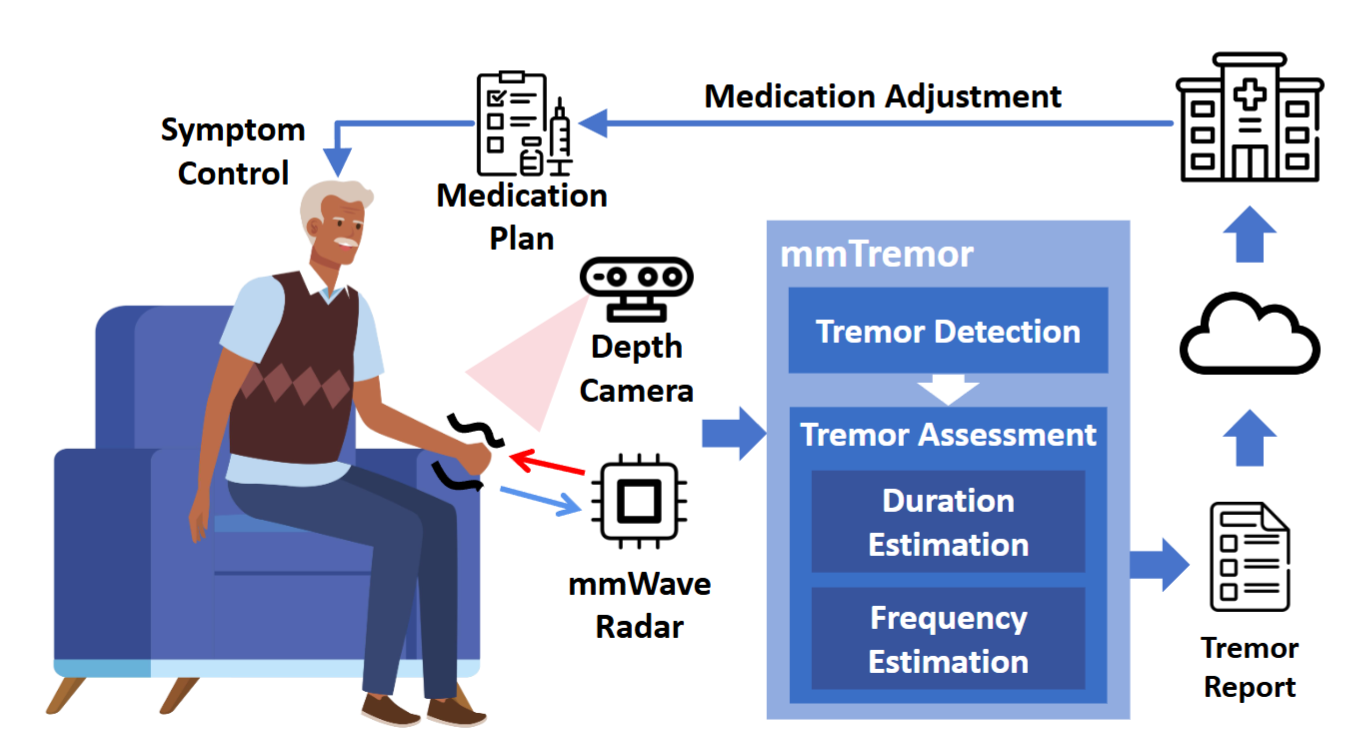 Medication Adjustment
Symptom
Control
Medication
Plan
mmTremor
Tremor Detection
Depth
Camera
Tremor Assessment
Duration
Estimation
mmWave
Radar
Frequency
Estimation
Tremor
Report